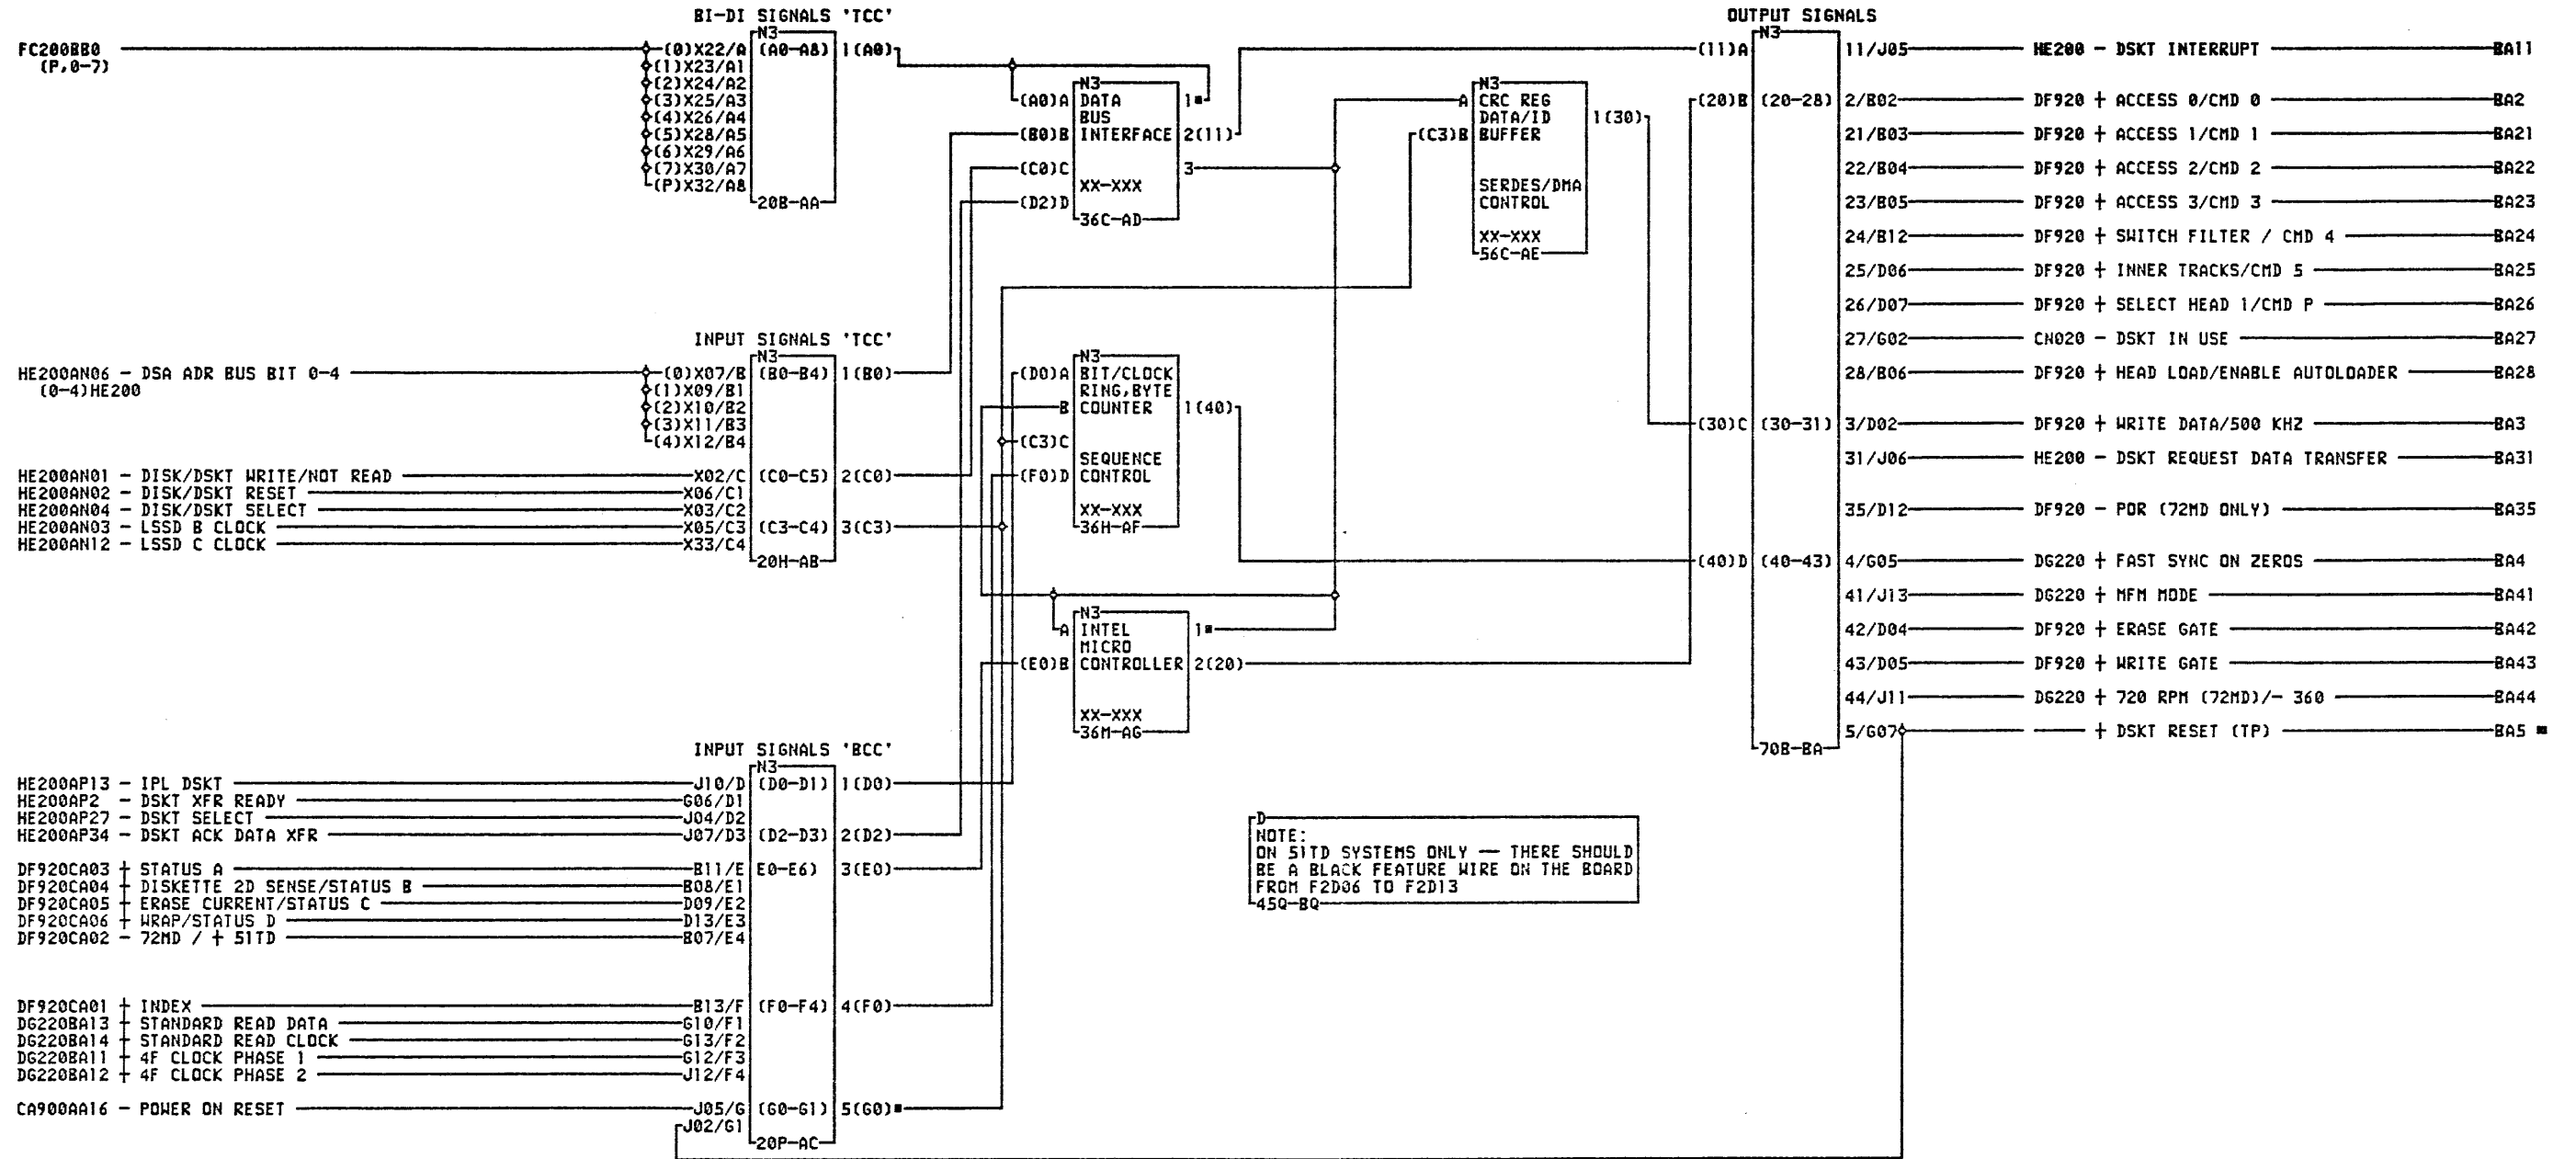 BI-DI SIGNALS 'TCC'
OUTPUT SIGNALS
FC200BB0
(P,0-7)
N3
(0)X22/A (A0-A8) 1(A0)
(1)X23/A1
(2)X24/A2
(3)X25/A3
(4)X26/A4
(5)X28/A5
(6)X29/A6
(7)X30/A7
(P)X32/A8
20B-AA
N3
(A0)A DATA 1
BUS
(B0)B INTERFACE 2(11)
(C0)C 3
XX-XXX
(D2)D
36C-AD
N3
A CRC REG
DATA/ID 1(30)
(C3)B BUFFER
SERDES/DMA
CONTROL
XX-XXX
56C-AE
INPUT SIGNALS 'TCC'
HE200AN06 - DSA ADR BUS BIT 0-4
(0-4)HE200
N3
(0)X07/B (B0-B4) 1(B0)
(1)X09/B1
(2)X10/B2
(3)X11/B3
(4)X12/B4
HE200AN01 - DISK/DSKT WRITE/NOT READ X02/C (C0-C5) 2(C0)
HE200AN02 - DISK/DSKT RESET X06/C1
HE200AN04 - DISK/DSKT SELECT X03/C2
HE200AN03 - LSSD B CLOCK X05/C3 (C3-C4) 3(C3)
HE200AN12 - LSSD C CLOCK X33/C4
20H-AB
N3
(D0)A BIT/CLOCK
RING,BYTE
B COUNTER 1(40)
(C3)C
SEQUENCE
(F0)D CONTROL
XX-XXX
36H-AF
N3
A INTEL 1
MICRO
(E0)B CONTROLLER 2(20)
XX-XXX
36M-AG
INPUT SIGNALS 'BCC'
N3
HE200AP13 - IPL DSKT J10/D (D0-D1) 1(D0)
HE200AP2 - DSKT XFR READY G06/D1
HE200AP27 - DSKT SELECT J04/D2
HE200AP34 - DSKT ACK DATA XFR J07/D3 (D2-D3) 2(D2)
DF920CA03 + STATUS A B11/E E0-E6) 3(E0)
DF920CA04 + DISKETTE 2D SENSE/STATUS B B08/E1
DF920CA05 + ERASE CURRENT/STATUS C D09/E2
DF920CA06 + WRAP/STATUS D D13/E3
DF920CA02 - 72MD / + 51TD B07/E4
DF920CA01 + INDEX B13/F (F0-F4) 4(F0)
DG220BA13 + STANDARD READ DATA G10/F1
DG220BA14 + STANDARD READ CLOCK G13/F2
DG220BA11 + 4F CLOCK PHASE 1 G12/F3
DG220BA12 + 4F CLOCK PHASE 2 J12/F4
CA900AA16 - POWER ON RESET J05/G (G0-G1) 5(G0)
J02/G1
20P-AC
N3
(11)A 11/J05 HE200 - DSKT INTERRUPT BA11
(20)B (20-28) 2/B02 DF920 + ACCESS 0/CMD 0 BA2
21/B03 DF920 + ACCESS 1/CMD 1 BA21
22/B04 DF920 + ACCESS 2/CMD 2 BA22
23/B05 DF920 + ACCESS 3/CMD 3 BA23
24/B12 DF920 + SWITCH FILTER / CMD 4 BA24
25/D06 DF920 + INNER TRACKS/CMD 5 BA25
26/D07 DF920 + SELECT HEAD 1/CMD P BA26
27/G02 CN020 - DSKT IN USE BA27
28/B06 DF920 + HEAD LOAD/ENABLE AUTOLOADER BA28
(30)C (30-31) 3/D02 DF920 + WRITE DATA/500 KHZ BA3
31/J06 HE200 - DSKT REQUEST DATA TRANSFER BA31
35/D12 DF920 - POR (72MD ONLY) BA35
(40)D (40-43) 4/G05 DG220 + FAST SYNC ON ZEROS BA4
41/J13 DG220 + MFM MODE BA41
42/D04 DF920 + ERASE GATE BA42
43/D05 DF920 + WRITE GATE BA43
44/J11 DG220 + 720 RPM (72MD)/- 360 BA44
5/G07 + DSKT RESET (TP) BA5
70B-BA
D
NOTE:
ON 51TD SYSTEMS ONLY — THERE SHOULD
BE A BLACK FEATURE WIRE ON THE BOARD
FROM F2D06 TO F2D13
45Q-BQ